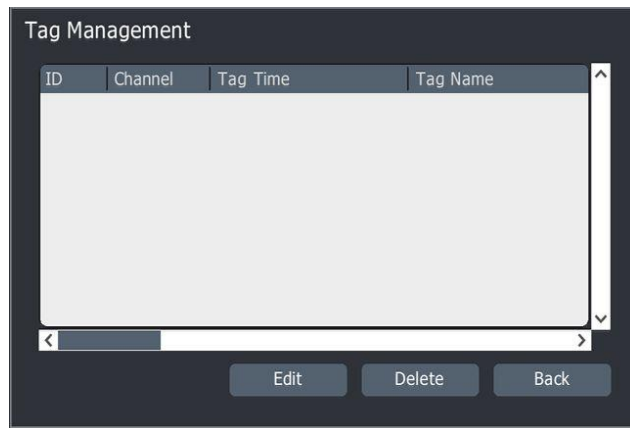 Tag Management
ID Channel Tag Time Tag Name
Edit Delete Back